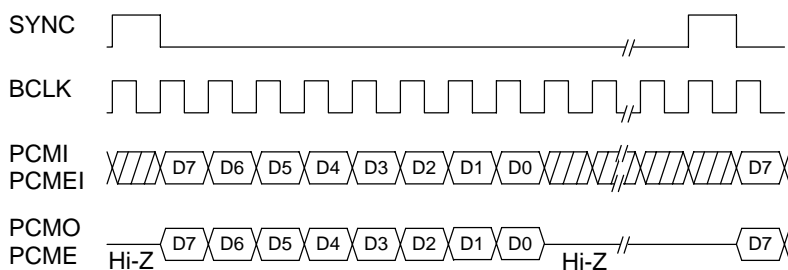 SYNC
BCLK
PCMI
PCMEI
D7 D6 D5 D4 D3 D2 D1 D0 D7
PCMO
PCME
Hi-Z D7 D6 D5 D4 D3 D2 D1 D0 Hi-Z D7